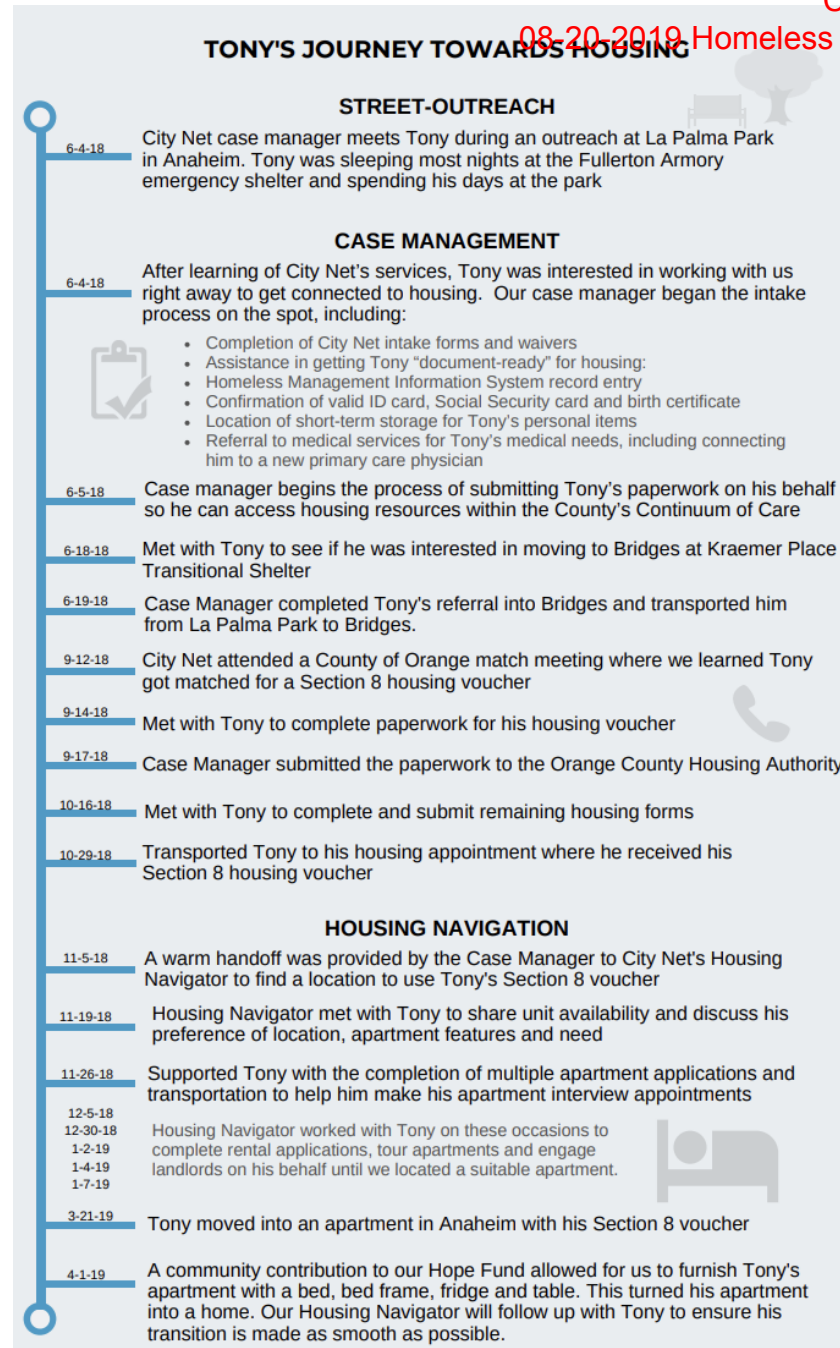 08-20-2019 Homeless
TONY'S JOURNEY TOWARDS HOUSING
STREET-OUTREACH
6-4-18
City Net case manager meets Tony during an outreach at La Palma Park
in Anaheim. Tony was sleeping most nights at the Fullerton Armory
emergency shelter and spending his days at the park
CASE MANAGEMENT
6-4-18
After learning of City Net's services, Tony was interested in working with us
right away to get connected to housing.  Our case manager began the intake
process on the spot, including:
• Completion of City Net intake forms and waivers
• Assistance in getting Tony “document-ready” for housing:
• Homeless Management Information System record entry
• Confirmation of valid ID card, Social Security card and birth certificate
• Location of short-term storage for Tony’s personal items
• Referral to medical services for Tony’s medical needs, including connecting
him to a new primary care physician
6-5-18
Case manager begins the process of submitting Tony’s paperwork on his behalf
so he can access housing resources within the County’s Continuum of Care
6-18-18
Met with Tony to see if he was interested in moving to Bridges at Kraemer Place
Transitional Shelter
6-19-18
Case Manager completed Tony's referral into Bridges and transported him
from La Palma Park to Bridges.
9-12-18
City Net attended a County of Orange match meeting where we learned Tony
got matched for a Section 8 housing voucher
9-14-18
Met with Tony to complete paperwork for his housing voucher
9-17-18
Case Manager submitted the paperwork to the Orange County Housing Authority
10-16-18
Met with Tony to complete and submit remaining housing forms
10-29-18
Transported Tony to his housing appointment where he received his
Section 8 housing voucher
HOUSING NAVIGATION
11-5-18
A warm handoff was provided by the Case Manager to City Net's Housing
Navigator to find a location to use Tony's Section 8 voucher
11-19-18
Housing Navigator met with Tony to share unit availability and discuss his
preference of location, apartment features and need
11-26-18
Supported Tony with the completion of multiple apartment applications and
transportation to help him make his apartment interview appointments
12-5-18
12-30-18
1-2-19
1-4-19
1-7-19
Housing Navigator worked with Tony on these occasions to
complete rental applications, tour apartments and engage
landlords on his behalf until we located a suitable apartment.
3-21-19
Tony moved into an apartment in Anaheim with his Section 8 voucher
4-1-19
A community contribution to our Hope Fund allowed for us to furnish Tony's
apartment with a bed, bed frame, fridge and table. This turned his apartment
into a home. Our Housing Navigator will follow up with Tony to ensure his
transition is made as smooth as possible.